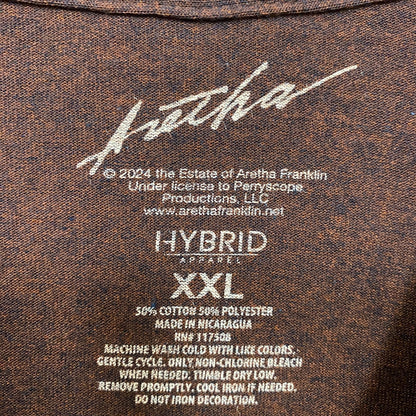 Aretha
© 2024 the Estate of Aretha Franklin
Under license to Perryscope
Productions, LLC
www.arethafranklin.net
HYBRID
APPAREL
XXL
50% COTTON 50% POLYESTER
MADE IN NICARAGUA
RN# 117508
MACHINE WASH COLD WITH LIKE COLORS.
GENTLE CYCLE. ONLY NON-CHLORINE BLEACH
WHEN NEEDED. TUMBLE DRY LOW.
REMOVE PROMPTLY. COOL IRON IF NEEDED.
DO NOT IRON DECORATION.